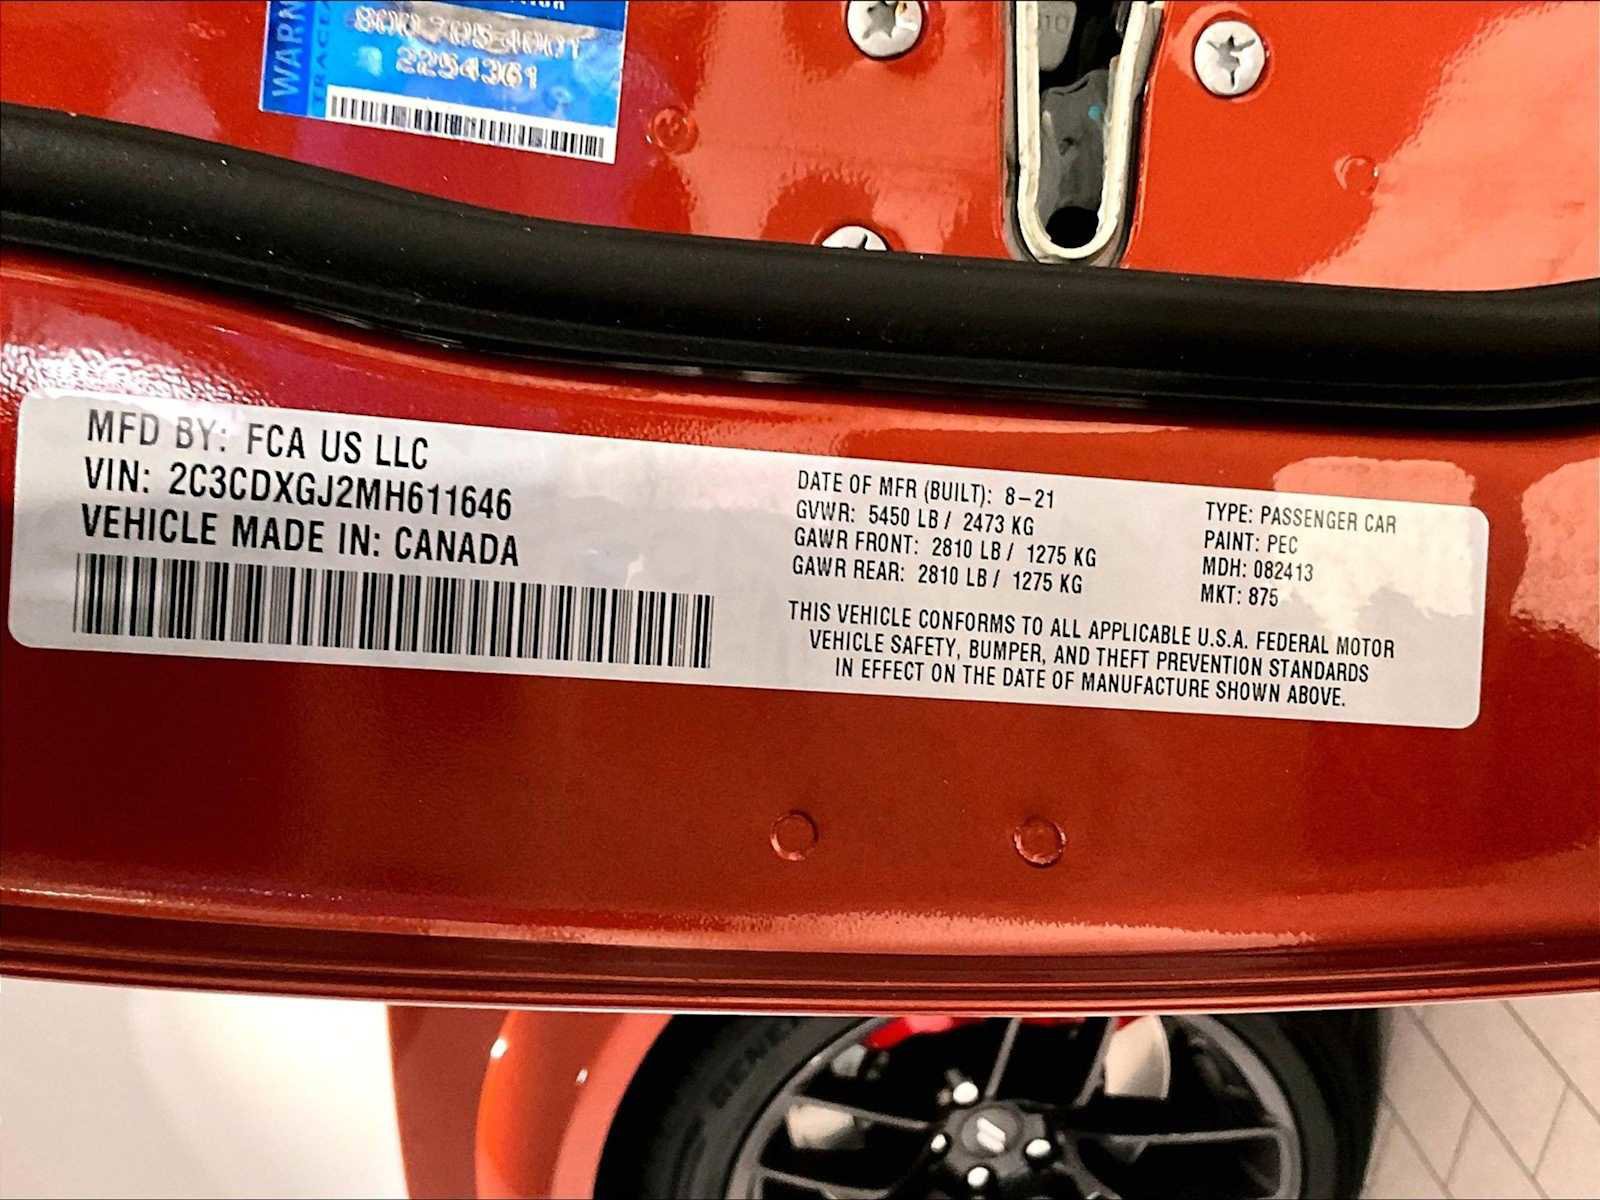 WARN
TRACEA
2254361
10
MFD BY: FCA US LLC
VIN: 2C3CDXGJ2MH611646
VEHICLE MADE IN: CANADA
DATE OF MFR (BUILT): 8-21
GVWR: 5450 LB / 2473 KG
GAWR FRONT: 2810 LB / 1275 KG
GAWR REAR: 2810 LB / 1275 KG
TYPE: PASSENGER CAR
PAINT: PEC
MDH: 082413
MKT: 875
THIS VEHICLE CONFORMS TO ALL APPLICABLE U.S.A. FEDERAL MOTOR
VEHICLE SAFETY, BUMPER, AND THEFT PREVENTION STANDARDS
IN EFFECT ON THE DATE OF MANUFACTURE SHOWN ABOVE.